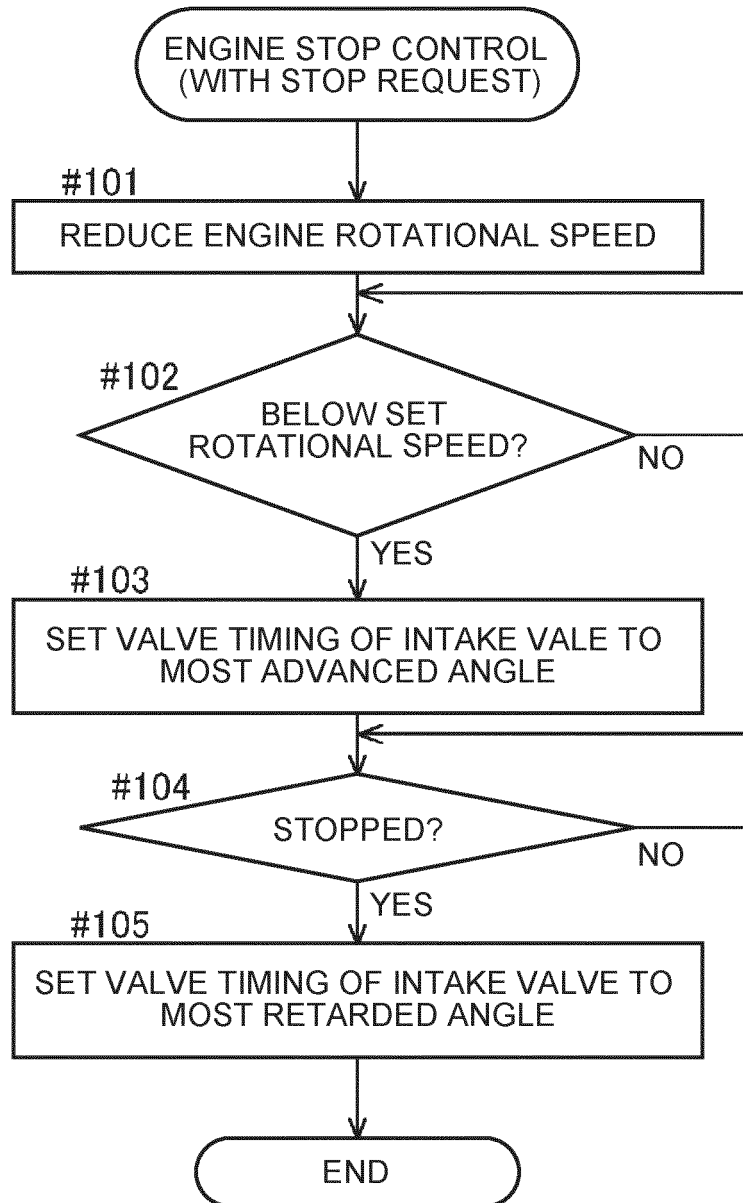 ENGINE STOP CONTROL
(WITH STOP REQUEST)
#101
REDUCE ENGINE ROTATIONAL SPEED
#102
BELOW SET
ROTATIONAL SPEED?
NO
YES
#103
SET VALVE TIMING OF INTAKE VALE TO
MOST ADVANCED ANGLE
#104
STOPPED?
NO
YES
#105
SET VALVE TIMING OF INTAKE VALVE TO
MOST RETARDED ANGLE
END